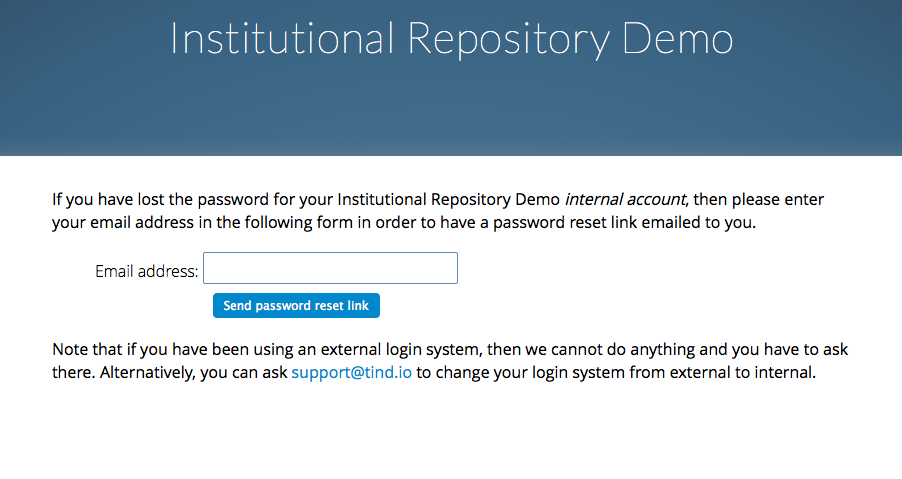 Institutional Repository Demo
If you have lost the password for your Institutional Repository Demo internal account, then please enter
your email address in the following form in order to have a password reset link emailed to you.
Email address:
Send password reset link
Note that if you have been using an external login system, then we cannot do anything and you have to ask
there. Alternatively, you can ask support@tind.io to change your login system from external to internal.